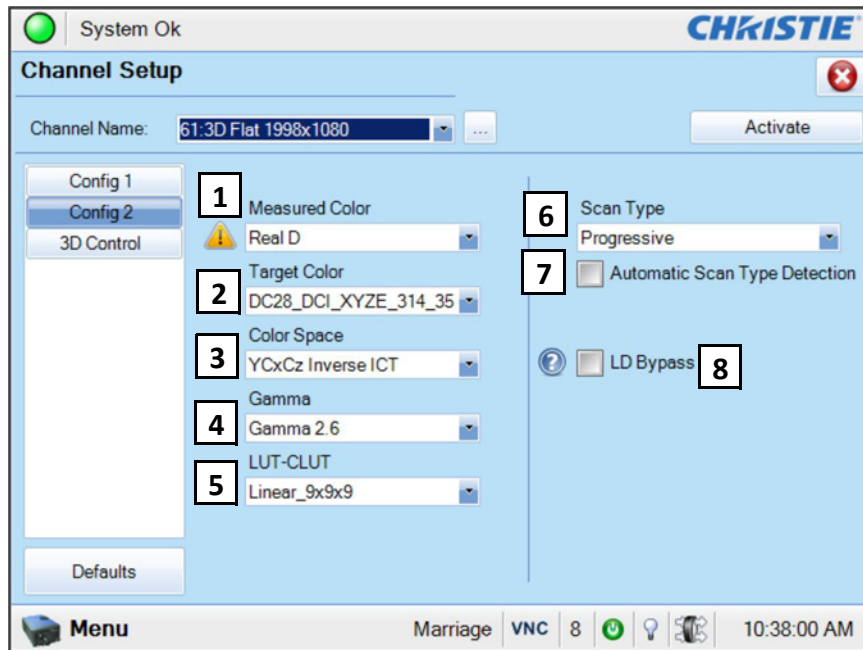 System Ok
CHRISTIE
Channel Setup
Channel Name: 61:3D Flat 1998x1080 ... Activate
Config 1
Config 2
3D Control
1 Measured Color
Real D
2 Target Color
DC28_DCI_XYZE_314_35
3 Color Space
YCxCz Inverse ICT
4 Gamma
Gamma 2.6
5 LUT-CLUT
Linear_9x9x9
6 Scan Type
Progressive
7 Automatic Scan Type Detection
? LD Bypass 8
Defaults
Menu Marriage VNC 8 10:38:00 AM